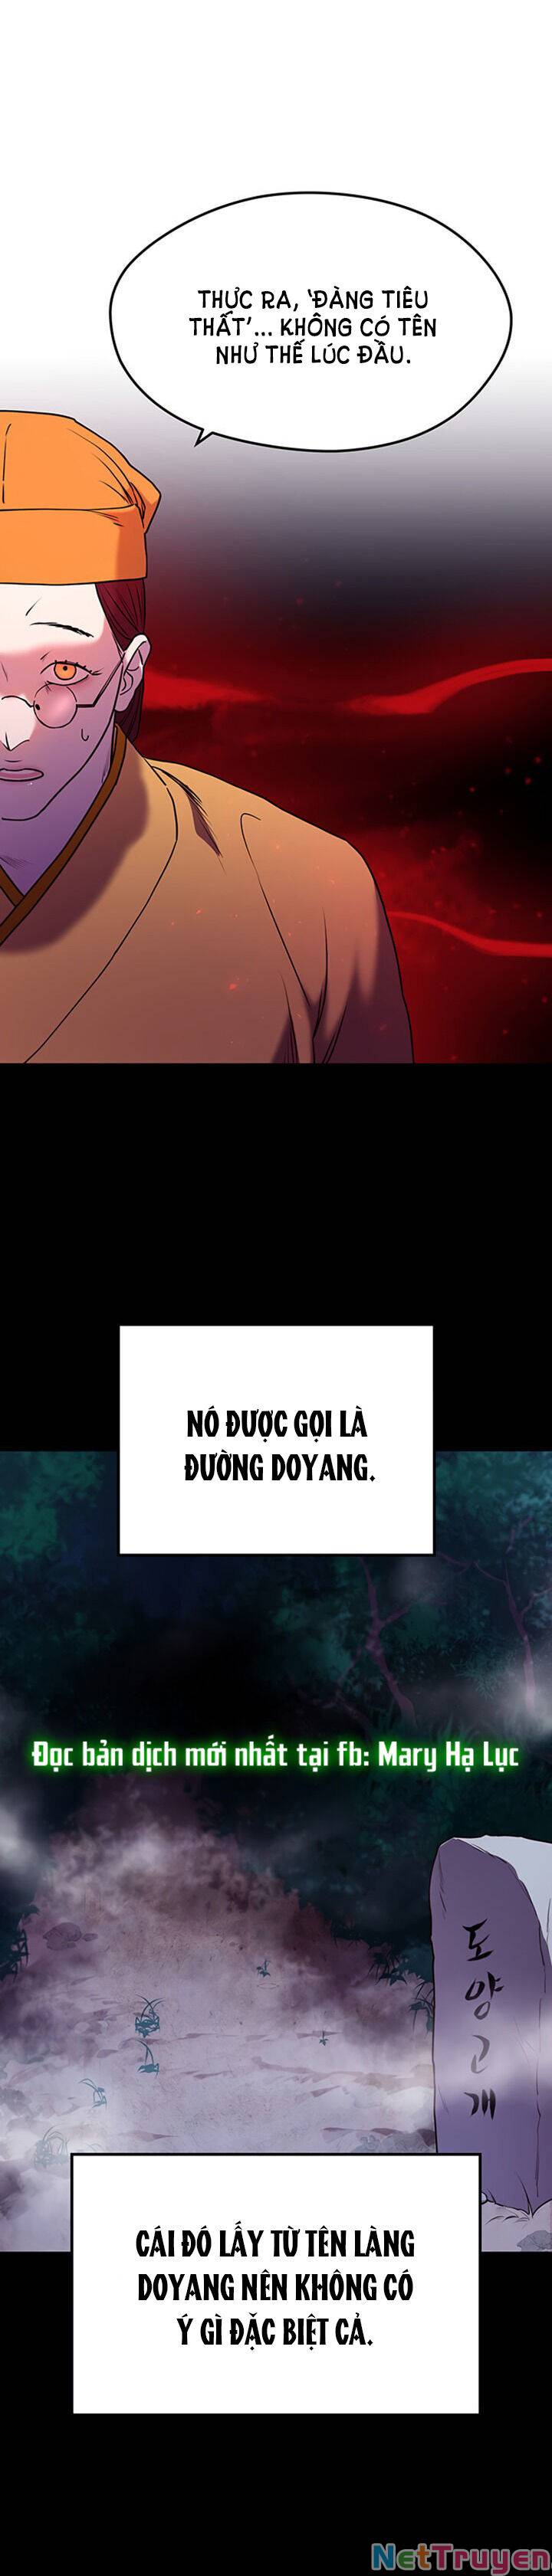 THỰC RA, 'ĐÀNG TIÊU
THẤT'... KHÔNG CÓ TÊN
NHƯ THẾ LÚC ĐẦU.
NÓ ĐƯỢC GỌI LÀ
ĐƯỜNG DOYANG.
Đọc bản dịch mới nhất tại fb: Mary Hạ Lục
도양고개
CÁI ĐÓ LẤY TỪ TÊN LÀNG
DOYANG NÊN KHÔNG CÓ
Ý GÌ ĐẶC BIỆT CẢ.
NetTruyen